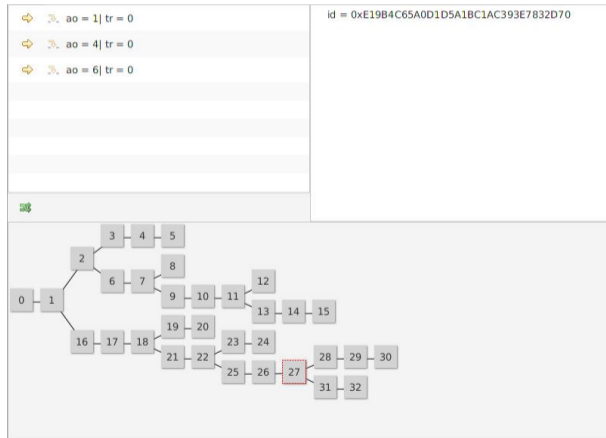 ao = 1| tr = 0
ao = 4| tr = 0
ao = 6| tr = 0
id = 0xE19B4C65A0D1D5A1BC1AC393E7832D70
3 4 5
2
8
6 7
12
0 1
9 10 11
13 14 15
19 20
16 17 18
23 24
21 22
28 29 30
25 26 27
31 32